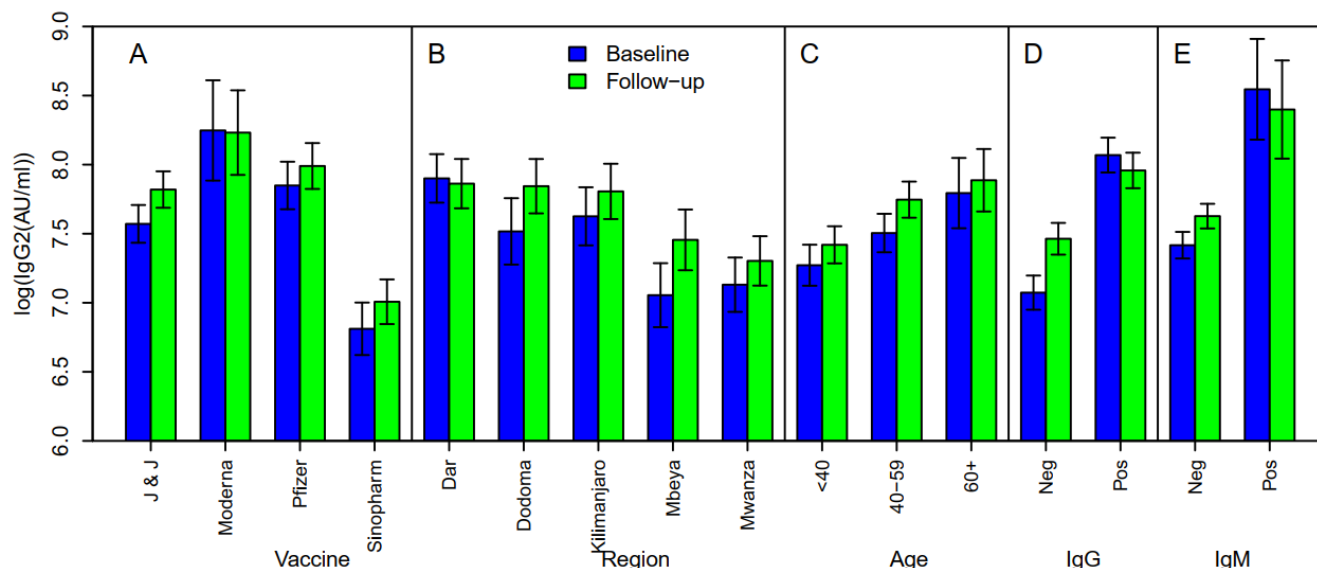 A
B
C
D
E
Baseline
Follow−up
log(IgG2(AU/ml))
9.0
8.5
8.0
7.5
7.0
6.5
6.0
J & J
Moderna
Pfizer
Sinopharm
Dar
Dodoma
Kilimanjaro
Mbeya
Mwanza
<40
40−59
60+
Neg
Pos
Neg
Pos
Vaccine
Region
Age
IgG
IgM